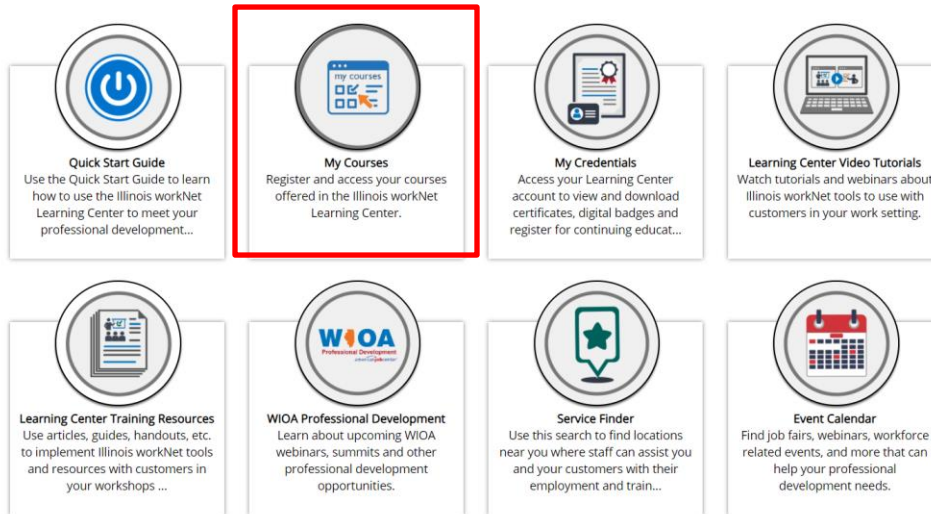 my courses
Quick Start Guide
Use the Quick Start Guide to learn
how to use the Illinois workNet
Learning Center to meet your
professional development...
My Courses
Register and access your courses
offered in the Illinois workNet
Learning Center.
My Credentials
Access your Learning Center
account to view and download
certificates, digital badges and
register for continuing educat...
Learning Center Video Tutorials
Watch tutorials and webinars about
Illinois workNet tools to use with
customers in your work setting.
WIOA
Professional Development
americanjobcenter
Learning Center Training Resources
Use articles, guides, handouts, etc.
to implement Illinois workNet tools
and resources with customers in
your workshops ...
WIOA Professional Development
Learn about upcoming WIOA
webinars, summits and other
professional development
opportunities.
Service Finder
Use this search to find locations
near you where staff can assist you
and your customers with their
employment and train...
Event Calendar
Find job fairs, webinars, workforce
related events, and more that can
help your professional
development needs.